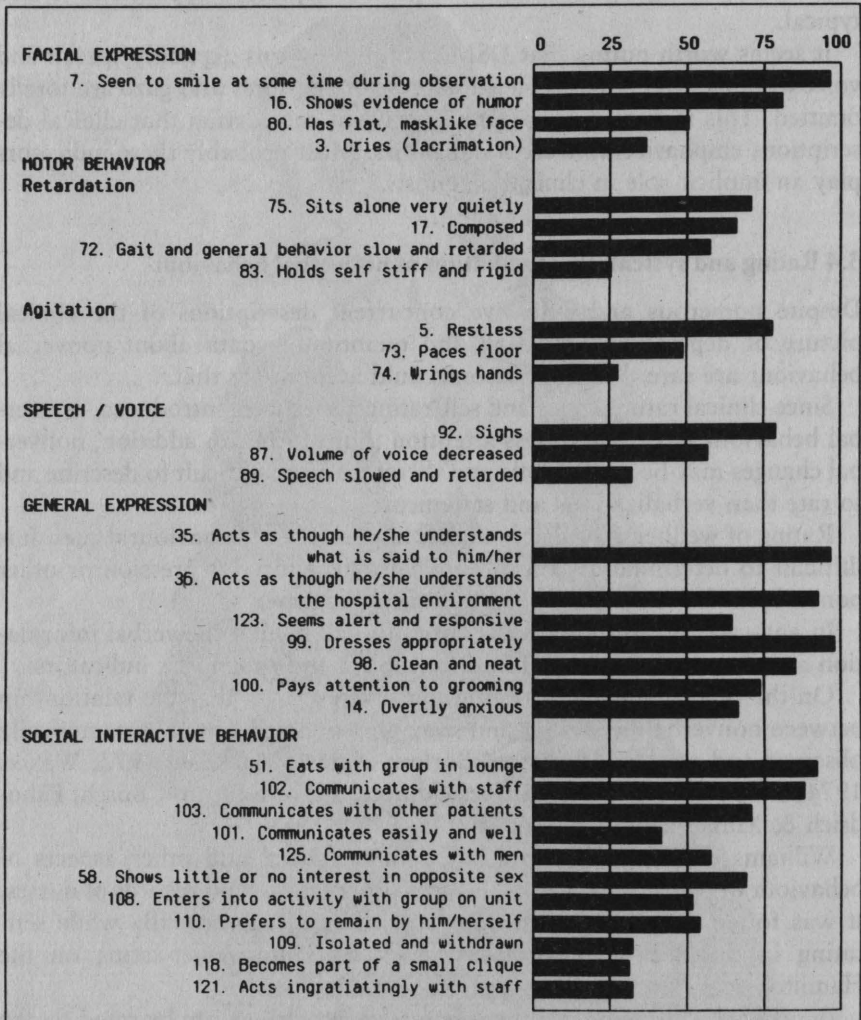 typical.
0 25 50 75 100
FACIAL EXPRESSION
7. Seen to smile at some time during observation
16. Shows evidence of humor
80. Has flat, masklike face
3. Cries (lacrimation)
MOTOR BEHAVIOR
Retardation
75. Sits alone very quietly
17. Composed
72. Gait and general behavior slow and retarded
83. Holds self stiff and rigid
Agitation
5. Restless
73. Paces floor
74. Wrings hands
SPEECH / VOICE
92. Sighs
87. Volume of voice decreased
89. Speech slowed and retarded
GENERAL EXPRESSION
35. Acts as though he/she understands
what is said to him/her
36. Acts as though he/she understands
the hospital environment
123. Seems alert and responsive
99. Dresses appropriately
98. Clean and neat
100. Pays attention to grooming
14. Overtly anxious
SOCIAL INTERACTIVE BEHAVIOR
51. Eats with group in lounge
102. Communicates with staff
103. Communicates with other patients
101. Communicates easily and well
125. Communicates with men
58. Shows little or no interest in opposite sex
108. Enters into activity with group on unit
110. Prefers to remain by him/herself
109. Isolated and withdrawn
118. Becomes part of a small clique
121. Acts ingratiatingly with staff